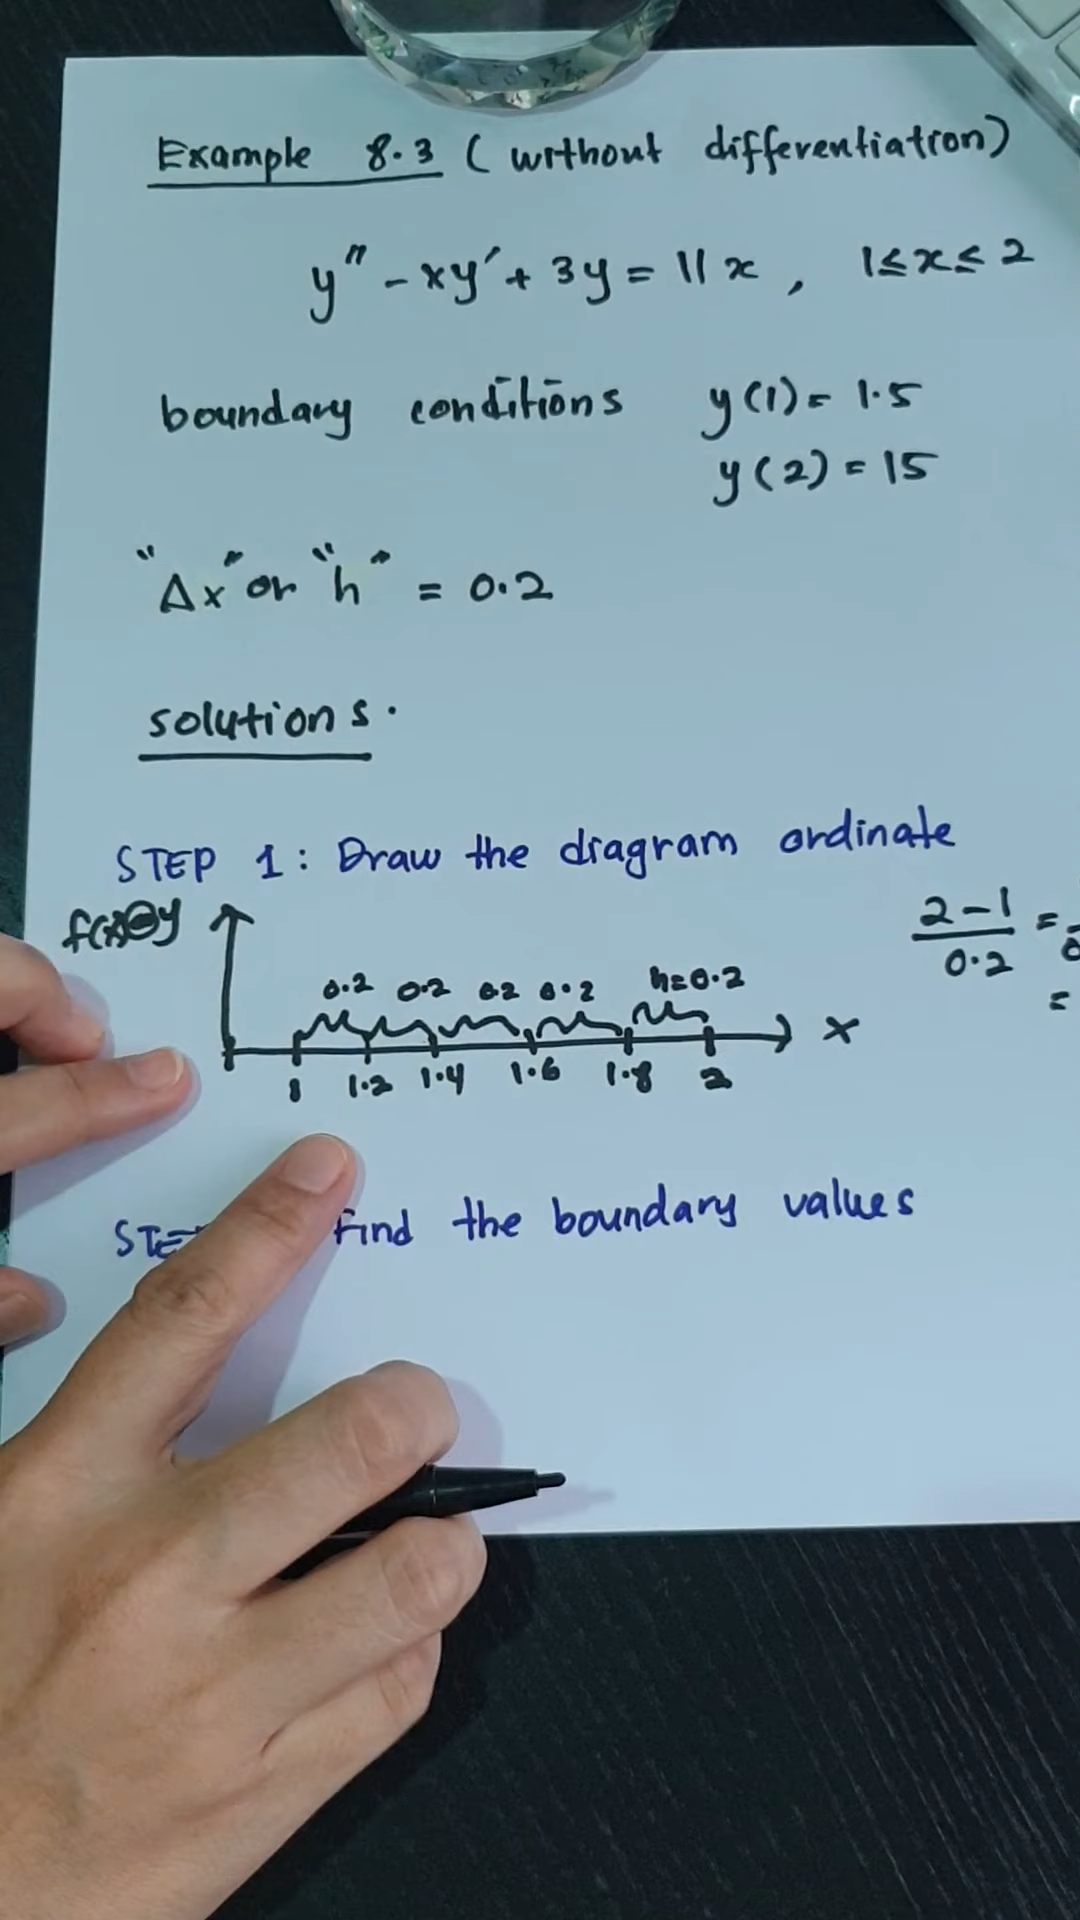 Example 8.3 (without differentiation)
y" - xy' + 3y = 11x , 1≤x≤2
boundary conditions y(1) = 1.5
y(2) = 15
"Δx" or "h" = 0.2
solutions.
STEP 1: Draw the diagram ordinate
f(x) y
2-1 =
0.2
=
0.2 0.2 0.2 0.2 h=0.2
x
1 1.2 1.4 1.6 1.8 2
Find the boundary values